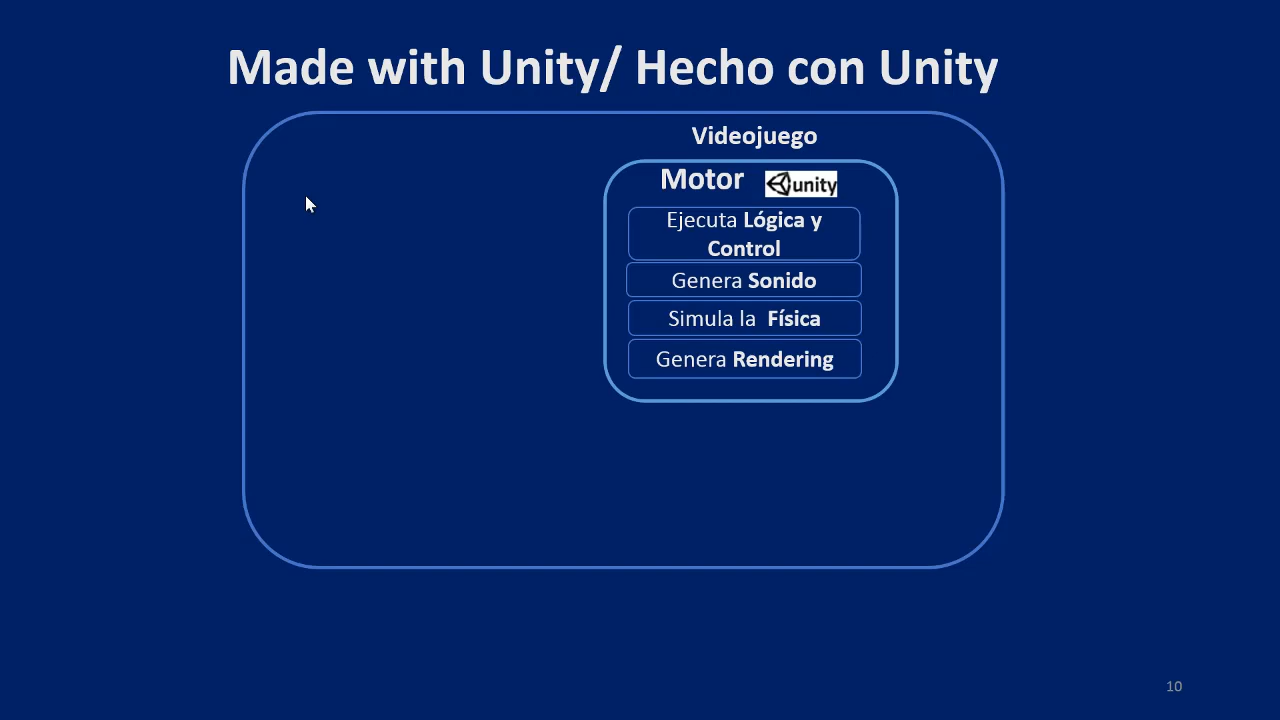 Made with Unity/ Hecho con Unity
Videojuego
Motor unity
Ejecuta Lógica y
Control
Genera Sonido
Simula la Física
Genera Rendering
10